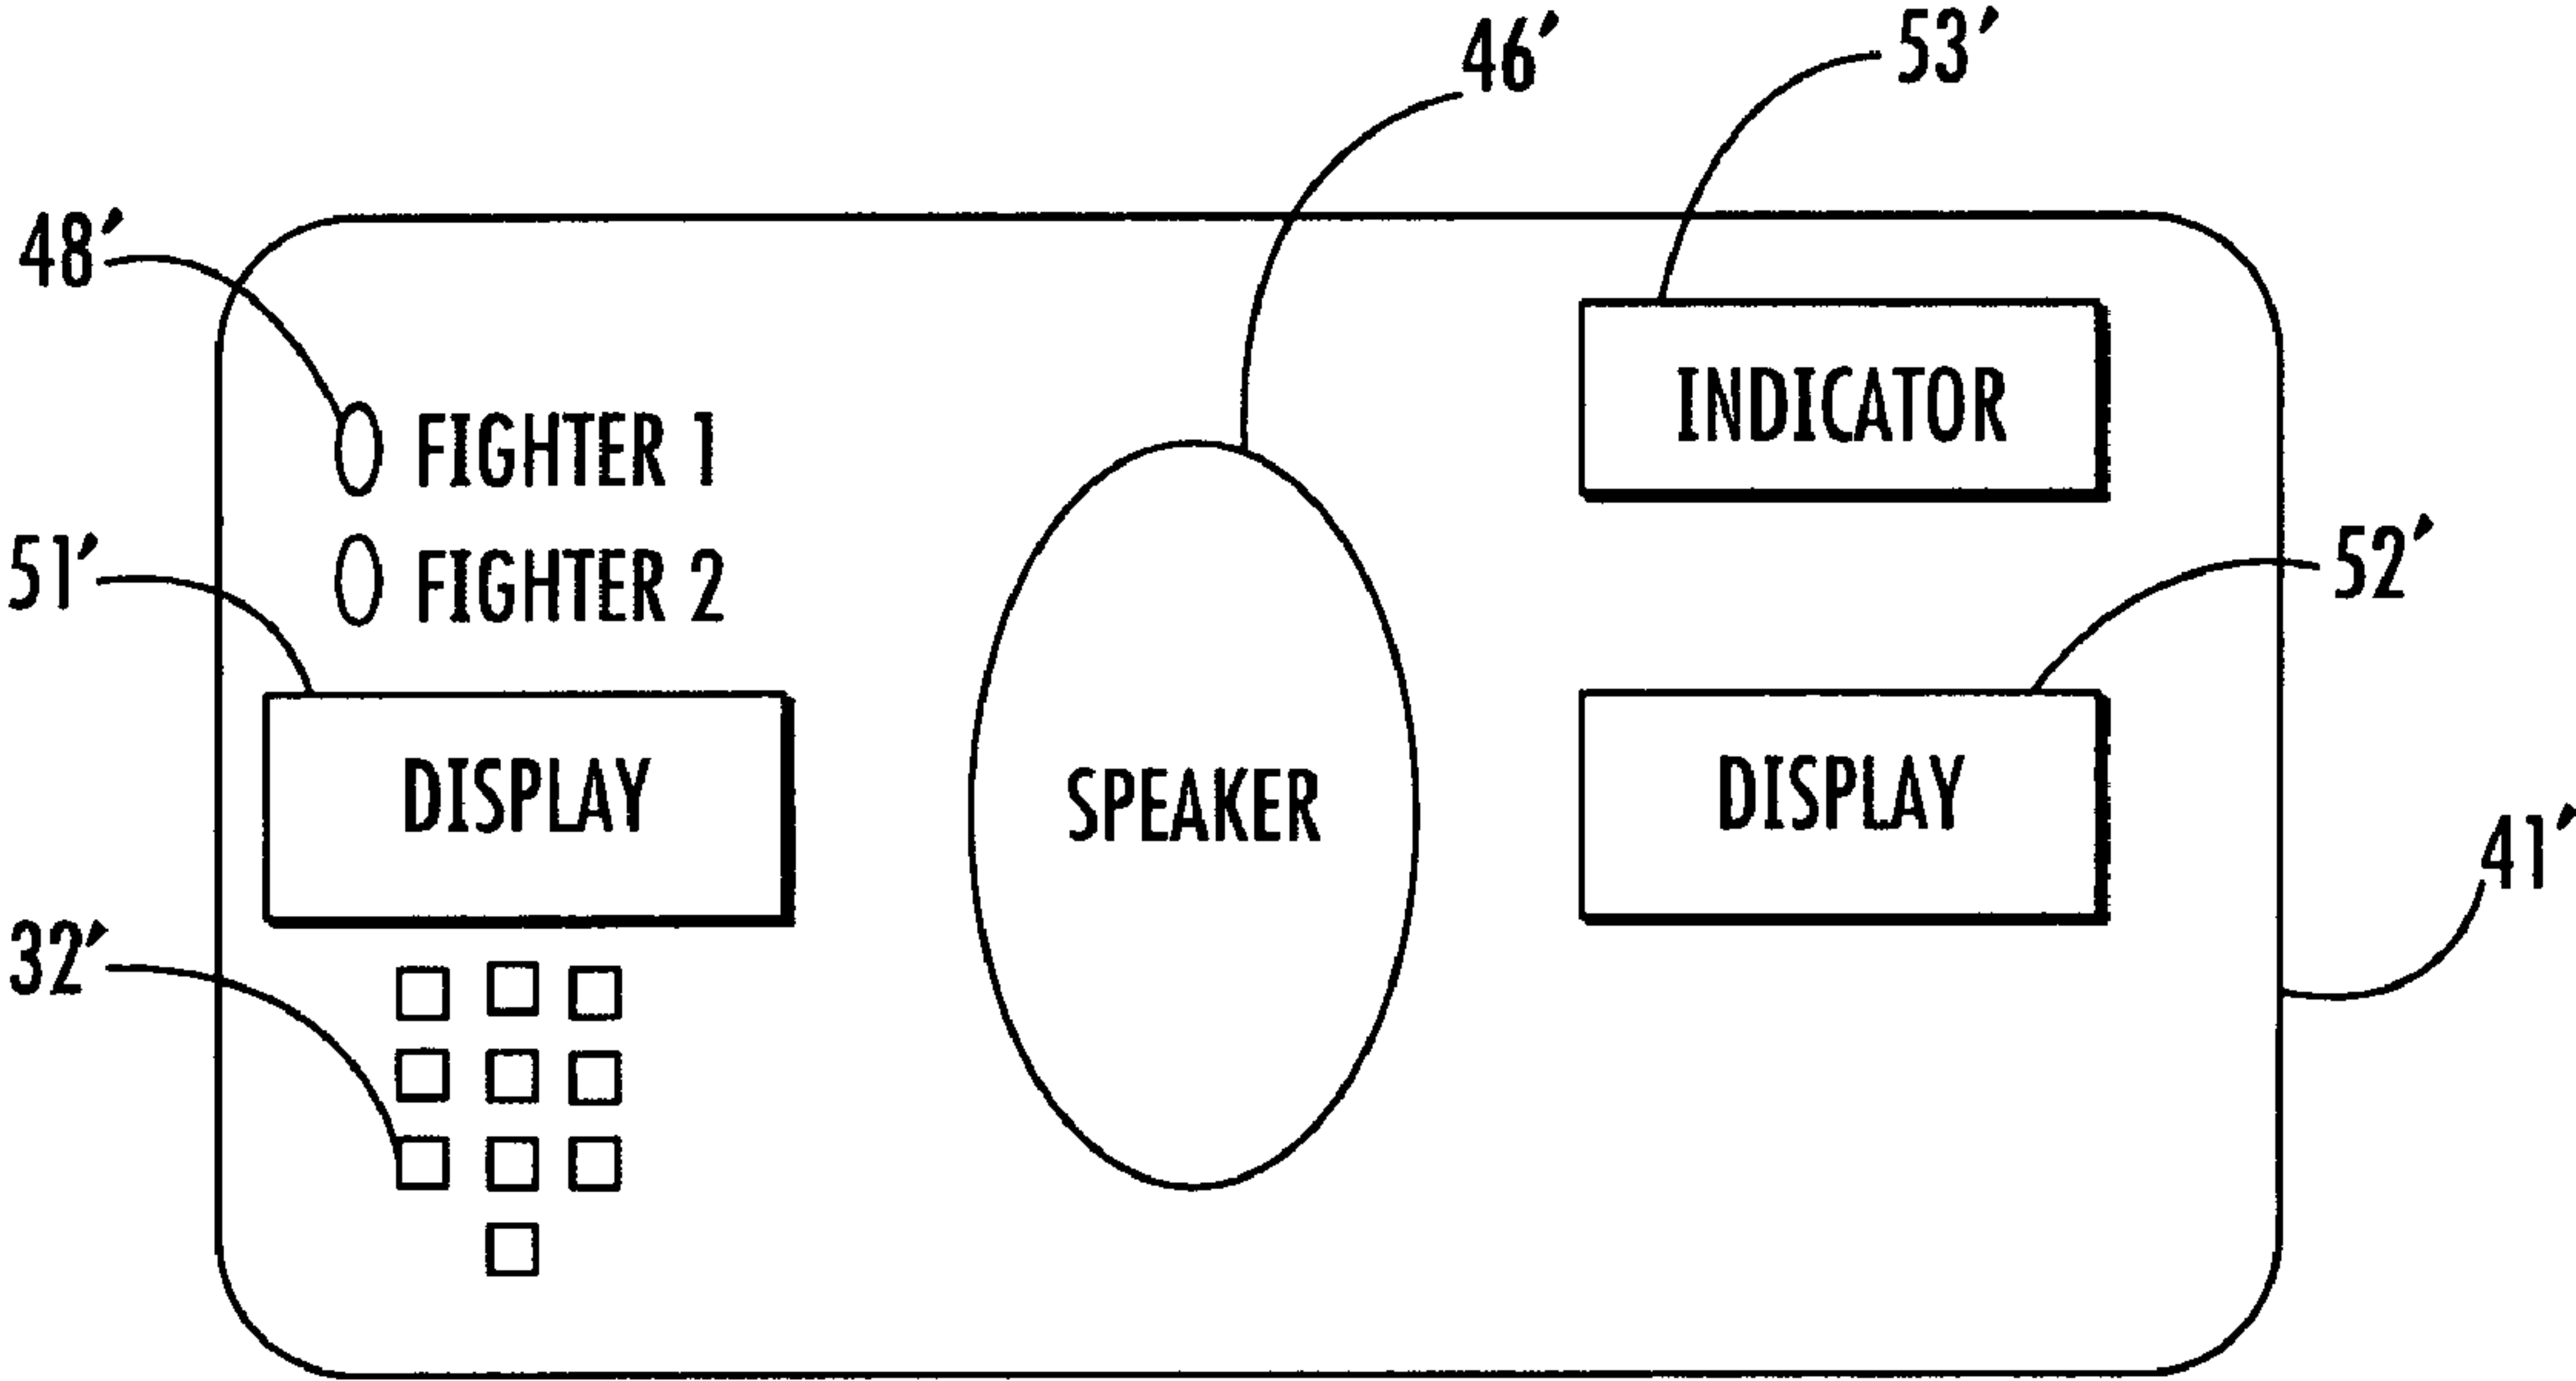 46′
53′
48′
INDICATOR
FIGHTER 1
51′
FIGHTER 2
52′
DISPLAY
SPEAKER
DISPLAY
41′
32′